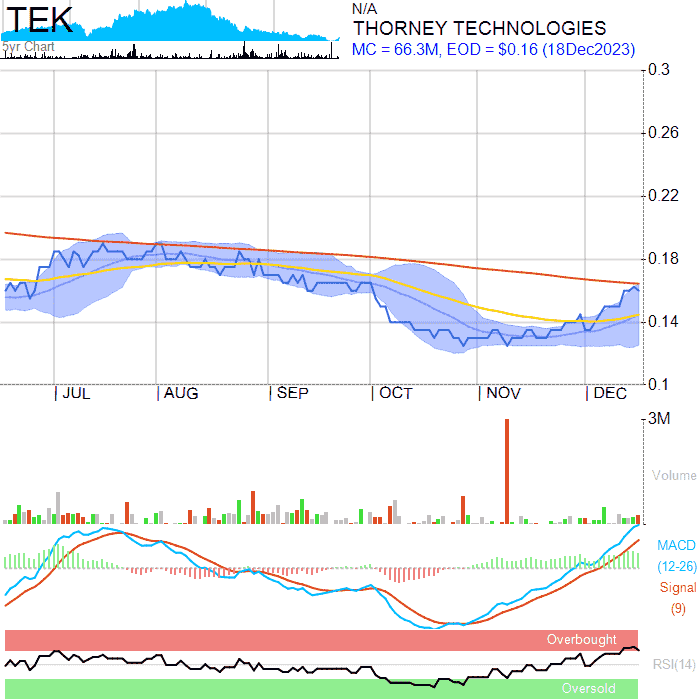 TEK
5yr Chart
N/A
THORNEY TECHNOLOGIES
MC = 66.3M, EOD = $0.16 (18Dec2023)
0.3
0.26
0.22
0.18
0.14
0.1
JUL AUG SEP OCT NOV DEC
3M
Volume
MACD
(12-26)
Signal
(9)
Overbought
RSI(14)
Oversold